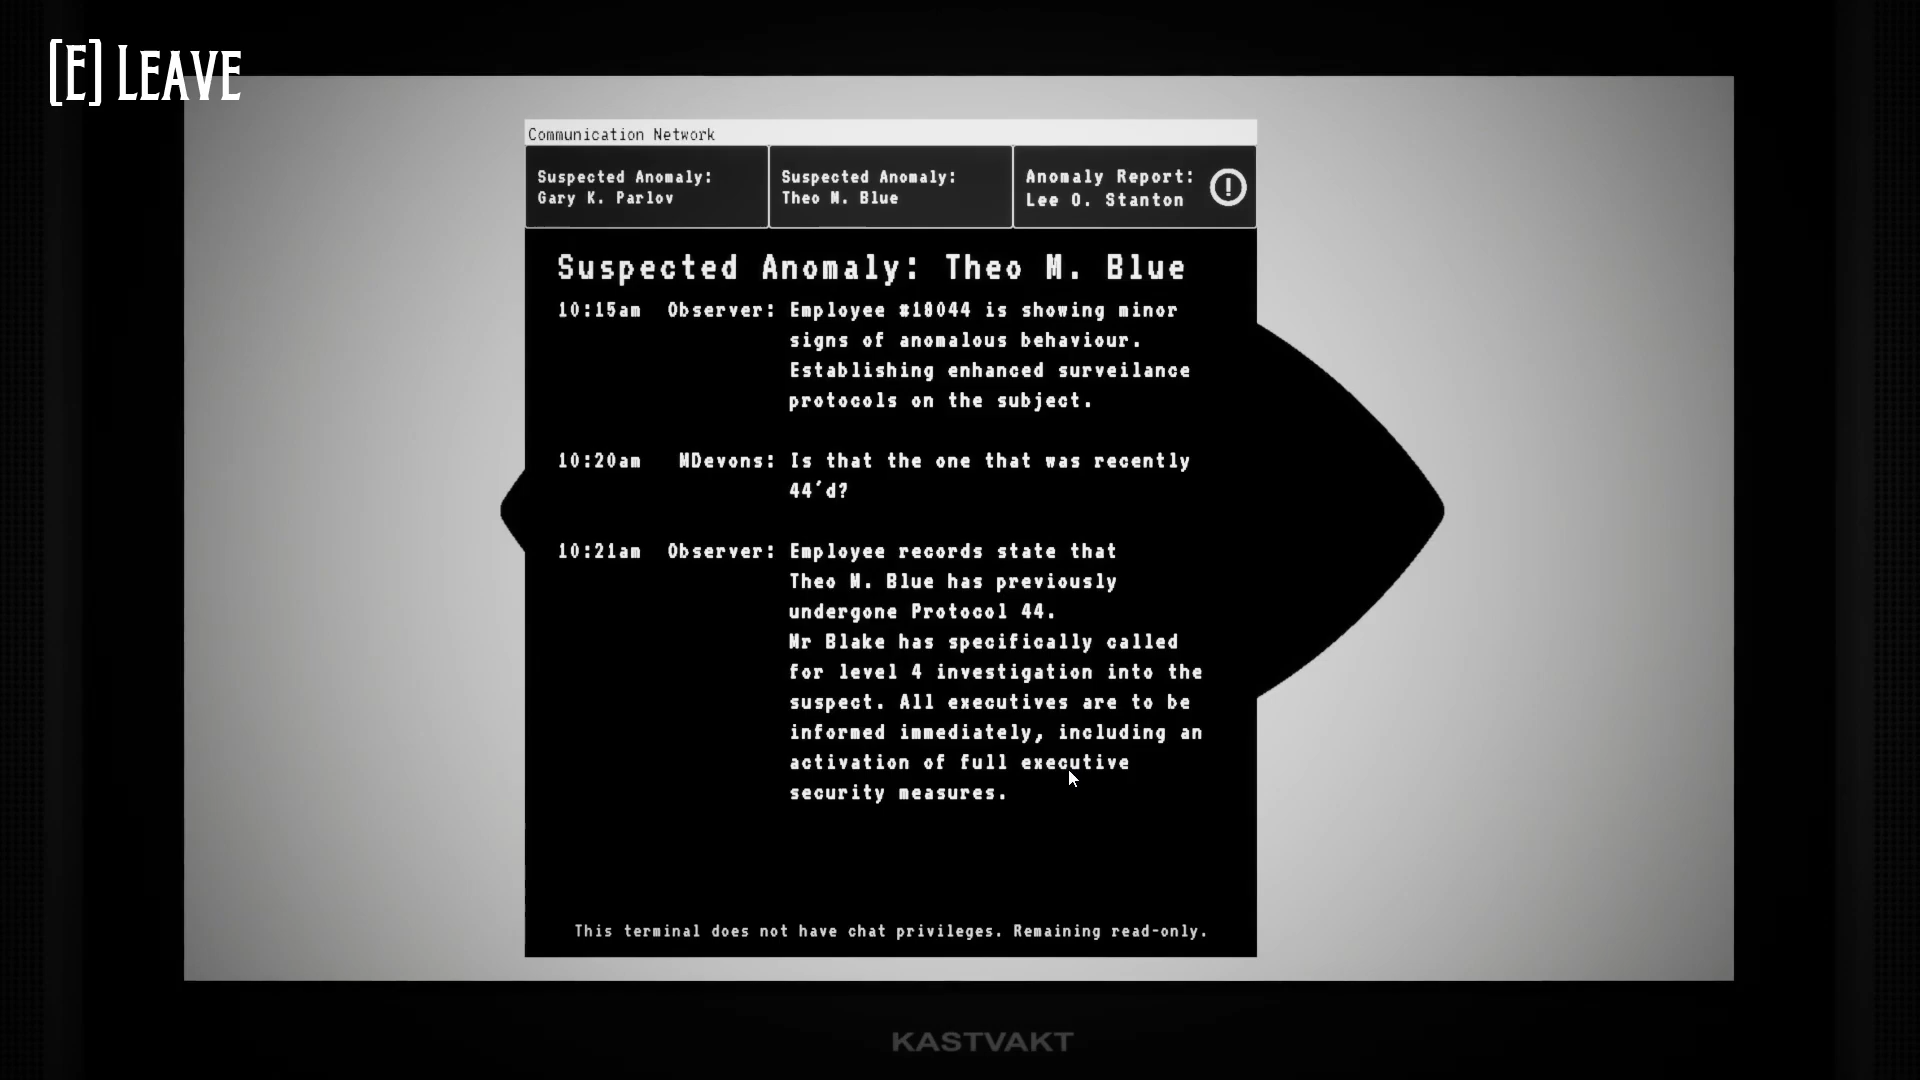 [E] LEAVE
Communication Network
Suspected Anomaly:
Gary K. Parlov
Suspected Anomaly:
Theo M. Blue
Anomaly Report:
Lee O. Stanton
Suspected Anomaly: Theo M. Blue
10:15am Observer: Employee #18044 is showing minor
signs of anomalous behaviour.
Establishing enhanced surveilance
protocols on the subject.
10:20am MDevons: Is that the one that was recently
44'd?
10:21am Observer: Employee records state that
Theo M. Blue has previously
undergone Protocol 44.
Mr Blake has specifically called
for level 4 investigation into the
suspect. All executives are to be
informed immediately, including an
activation of full executive
security measures.
This terminal does not have chat privileges. Remaining read-only.
KASTVAKT